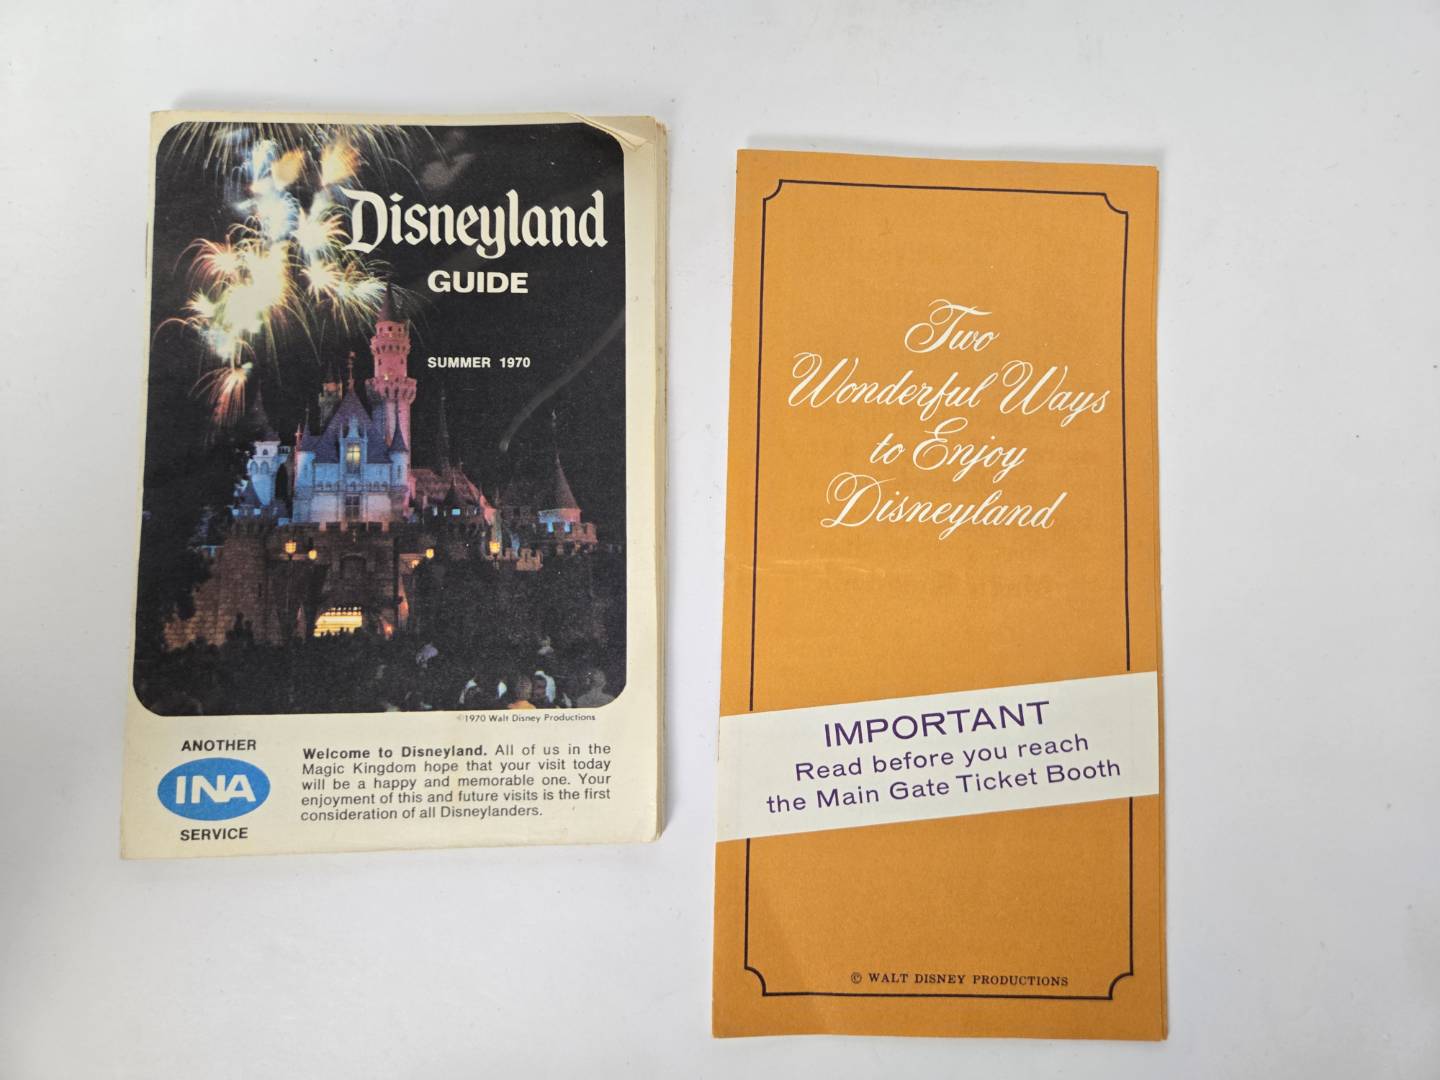 Disneyland
GUIDE
SUMMER 1970
©1970 Walt Disney Productions
ANOTHER
INA
SERVICE
Welcome to Disneyland. All of us in the
Magic Kingdom hope that your visit today
will be a happy and memorable one. Your
enjoyment of this and future visits is the first
consideration of all Disneylanders.
Two
Wonderful Ways
to Enjoy
Disneyland
IMPORTANT
Read before you reach
the Main Gate Ticket Booth
© WALT DISNEY PRODUCTIONS